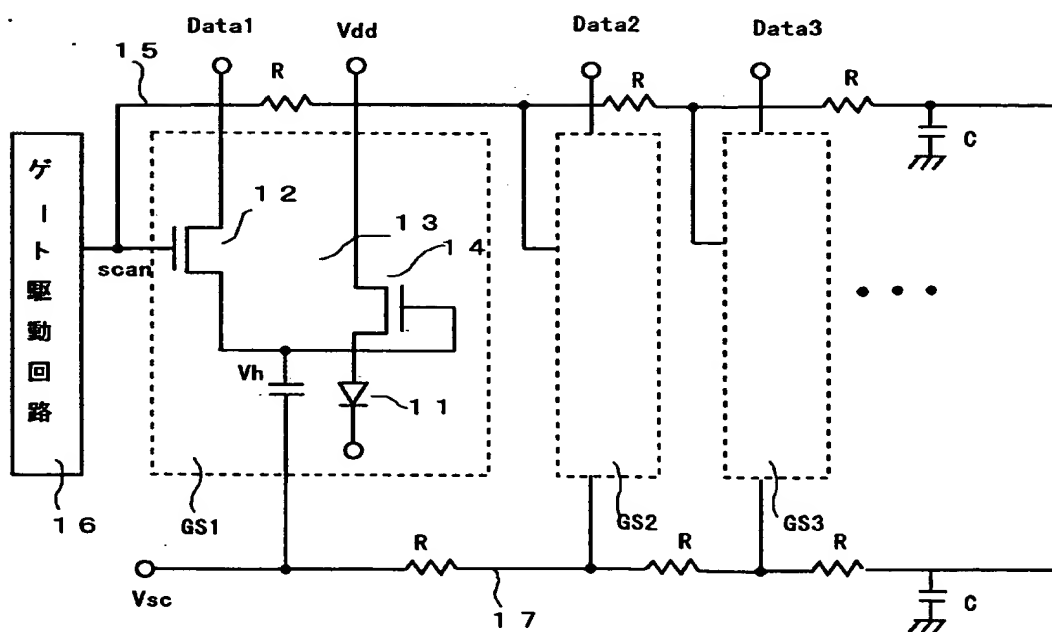 Data1
Vdd
Data2
Data3
１５
R
R
R
C
ゲート駆動回路
１２
１３
１４
scan
Vh
１１
１６
GS1
GS2
GS3
R
R
R
Vsc
１７
C